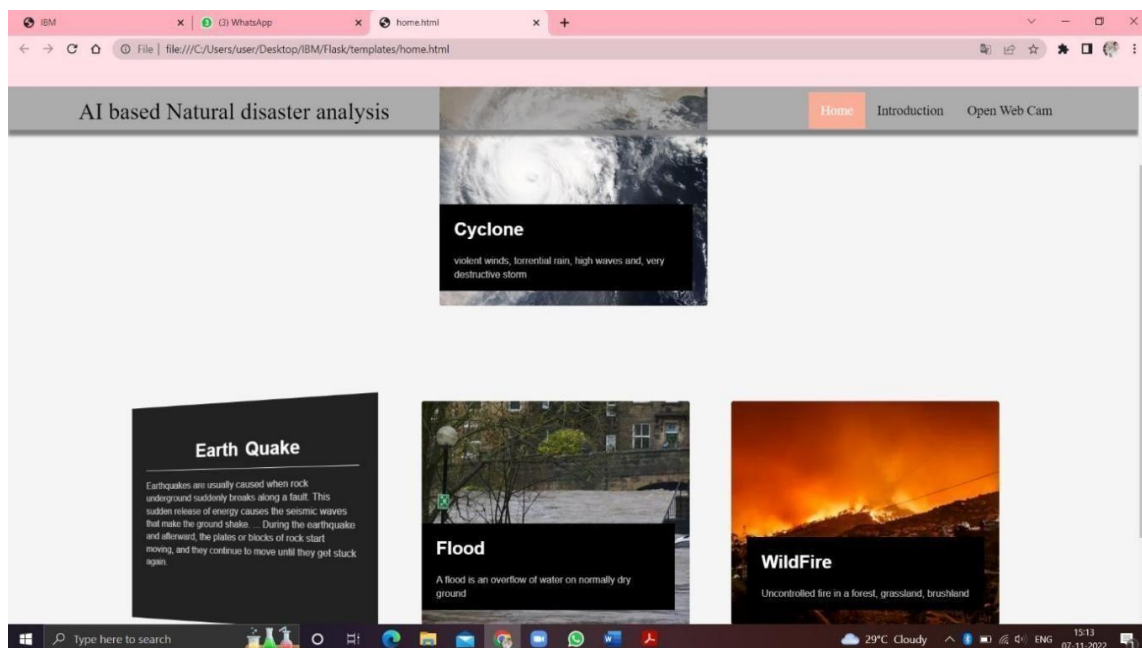 IBM
(3) WhatsApp
home.html
File | file:///C:/Users/user/Desktop/IBM/Flask/templates/home.html
AI based Natural disaster analysis
Home
Introduction
Open Web Cam
Cyclone
violent winds, torrential rain, high waves and, very
destructive storm
Earth Quake
Earthquakes are usually caused when rock
underground suddenly breaks along a fault. This
sudden release of energy causes the seismic waves
that make the ground shake. ... During the earthquake
and afterward, the plates or blocks of rock start
moving, and they continue to move until they get stuck
again.
Flood
A flood is an overflow of water on normally dry
ground
WildFire
Uncontrolled fire in a forest, grassland, brushland
Type here to search
29°C Cloudy
ENG
15:13
07-11-2022